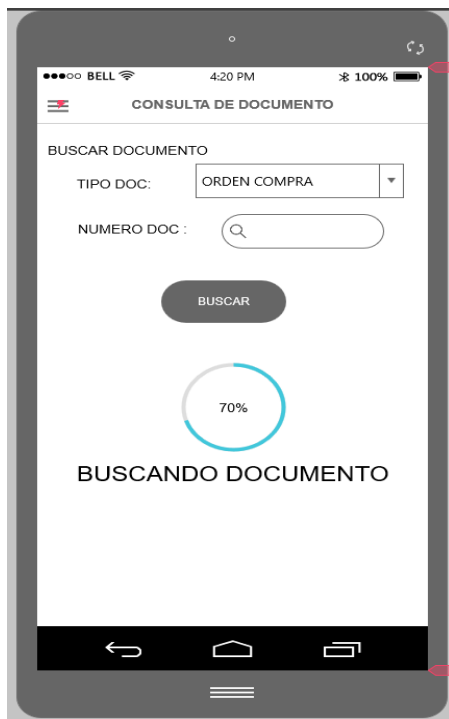 BELL 4:20 PM 100%
CONSULTA DE DOCUMENTO
BUSCAR DOCUMENTO
TIPO DOC: ORDEN COMPRA
NUMERO DOC :
BUSCAR
70%
BUSCANDO DOCUMENTO